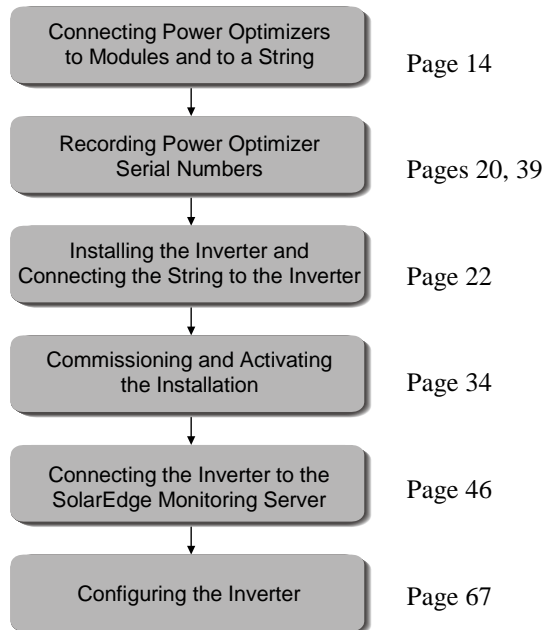 Connecting Power Optimizers
to Modules and to a String
Page 14
Recording Power Optimizer
Serial Numbers
Pages 20, 39
Installing the Inverter and
Connecting the String to the Inverter
Page 22
Commissioning and Activating
the Installation
Page 34
Connecting the Inverter to the
SolarEdge Monitoring Server
Page 46
Configuring the Inverter
Page 67